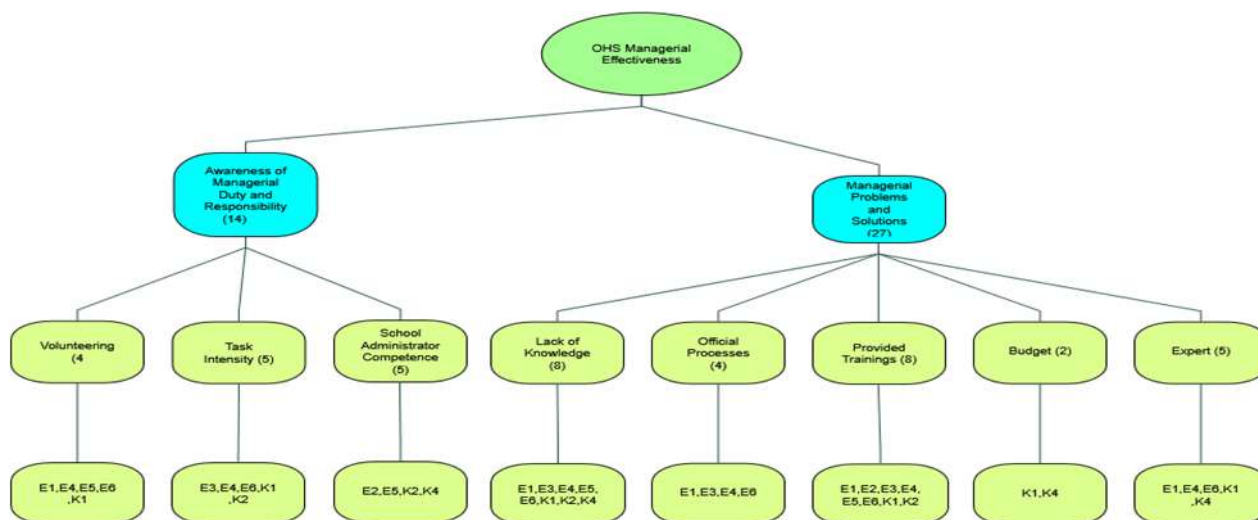 OHS Managerial
Effectiveness
Awareness of
Managerial
Duty and
Responsibility
(14)
Managerial
Problems
and
Solutions
(27)
Volunteering
(4
Task
Intensity (5)
School
Administrator
Competence
(5)
Lack of
Knowledge
(8)
Official
Processes
(4)
Provided
Trainings (8)
Budget (2)
Expert (5)
E1,E4,E5,E6
,K1
E3,E4,E6,K1
,K2
E2,E5,K2,K4
E1,E3,E4,E5,
E6,K1,K2,K4
E1,E3,E4,E6
E1,E2,E3,E4,
E5,E6,K1,K2
K1,K4
E1,E4,E6,K1
,K4